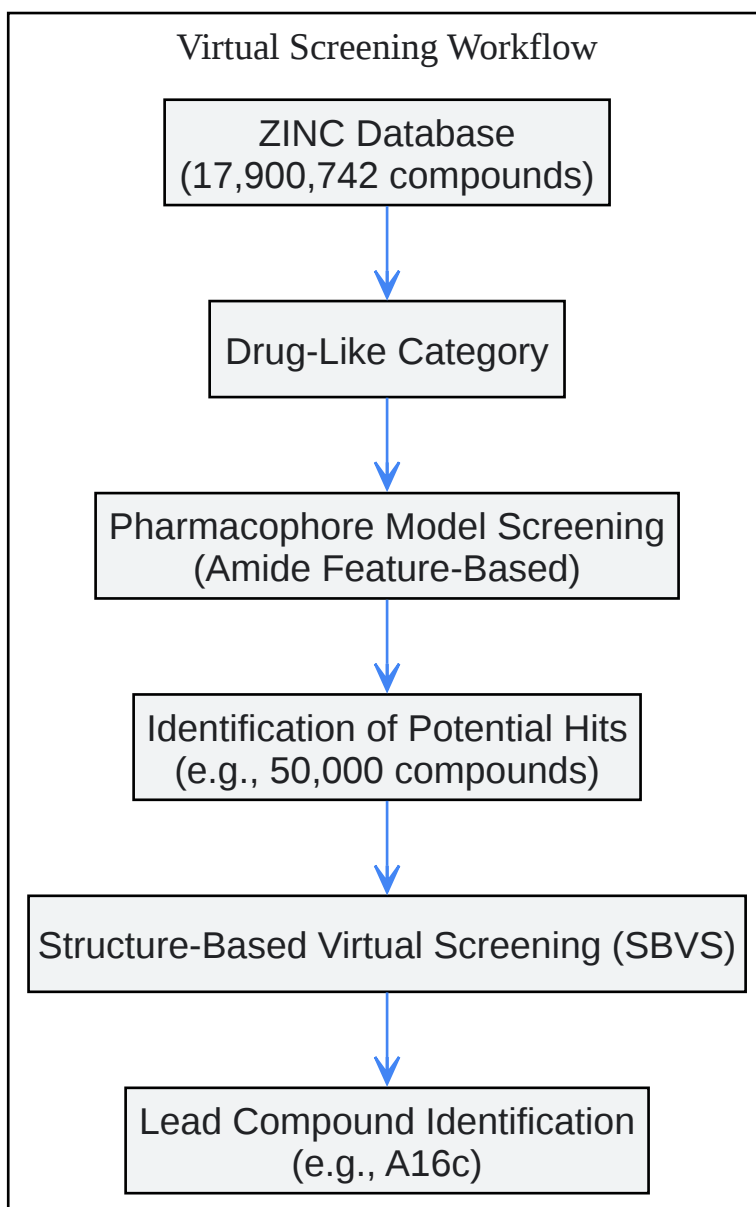 Virtual Screening Workflow
ZINC Database
(17,900,742 compounds)
Drug-Like Category
Pharmacophore Model Screening
(Amide Feature-Based)
Identification of Potential Hits
(e.g., 50,000 compounds)
Structure-Based Virtual Screening (SBVS)
Lead Compound Identification
(e.g., A16c)